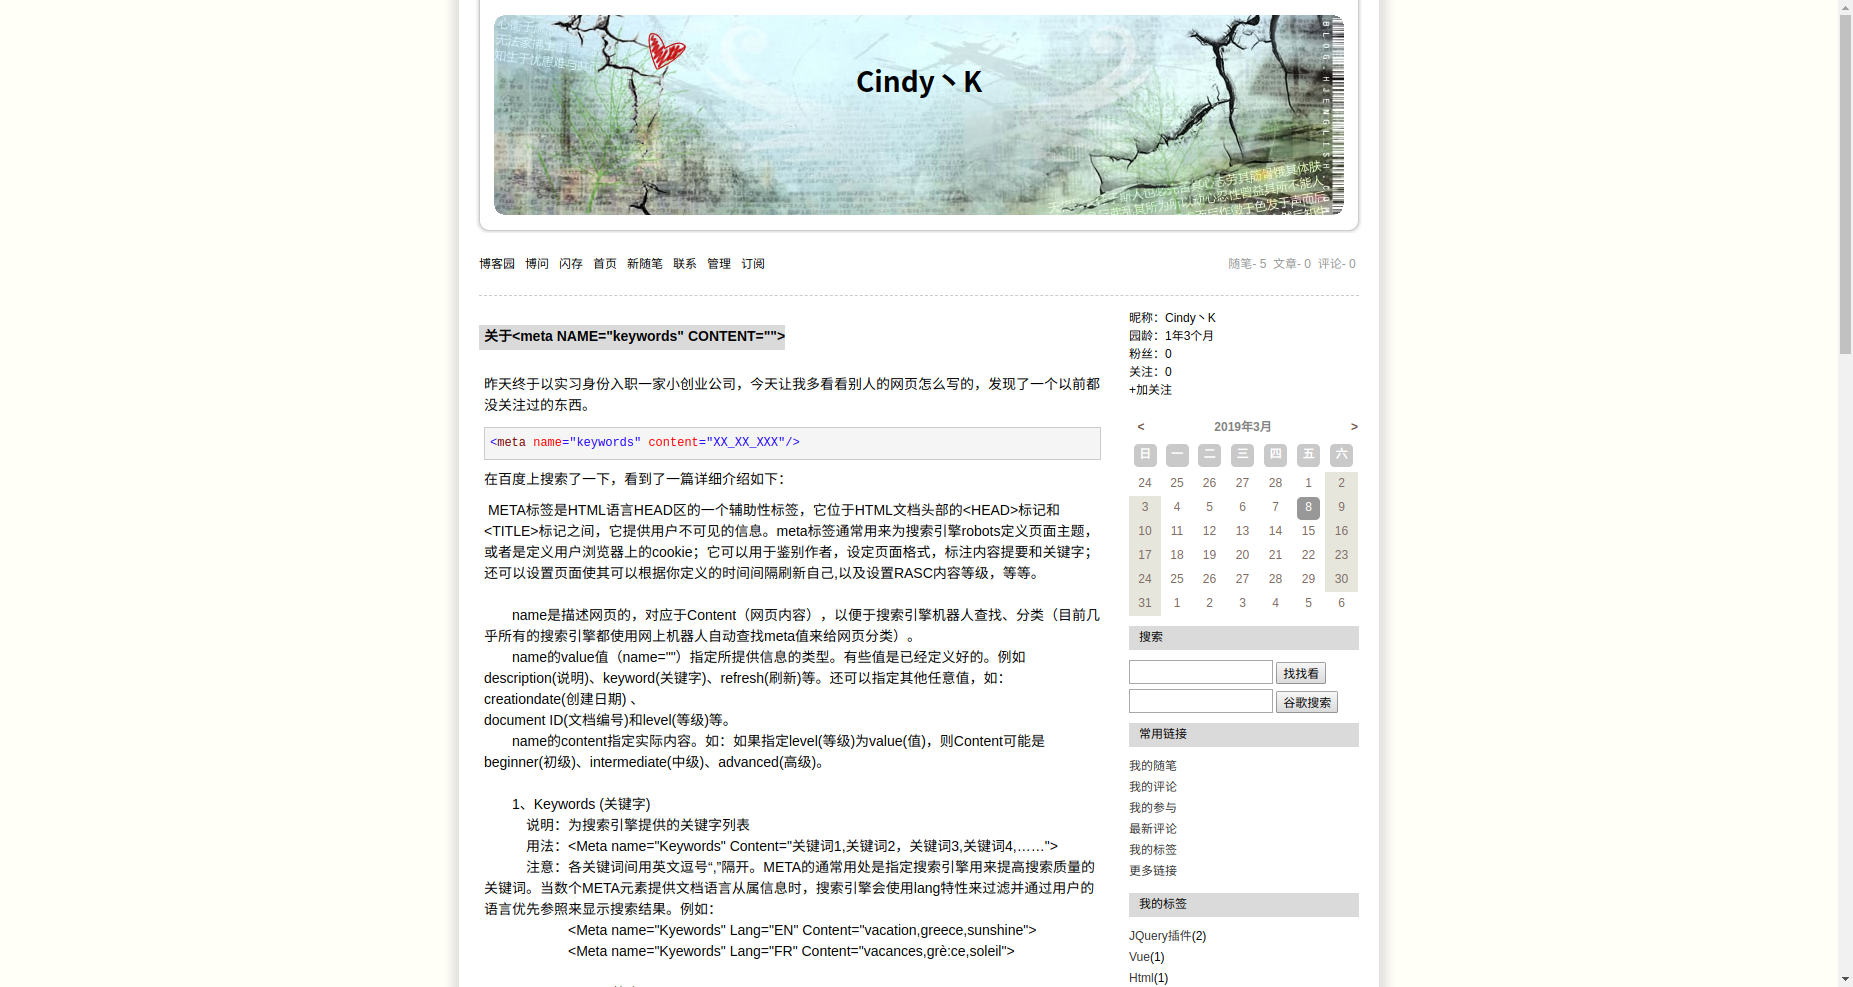 心需于
无法家拂士
知生于忧患难与
BLOG.HJENGLISH.CO
Cindy丶K
博客园 博问 闪存 首页 新随笔 联系 管理 订阅
随笔- 5 文章- 0 评论- 0
关于<meta NAME="keywords" CONTENT="">
昨天终于以实习身份入职一家小创业公司，今天让我多看看别人的网页怎么写的，发现了一个以前都
没关注过的东西。
<meta name="keywords" content="XX_XX_XXX"/>
在百度上搜索了一下，看到了一篇详细介绍如下：
META标签是HTML语言HEAD区的一个辅助性标签，它位于HTML文档头部的<HEAD>标记和
<TITLE>标记之间，它提供用户不可见的信息。meta标签通常用来为搜索引擎robots定义页面主题，
或者是定义用户浏览器上的cookie；它可以用于鉴别作者，设定页面格式，标注内容提要和关键字；
还可以设置页面使其可以根据你定义的时间间隔刷新自己,以及设置RASC内容等级，等等。
name是描述网页的，对应于Content（网页内容），以便于搜索引擎机器人查找、分类（目前几
乎所有的搜索引擎都使用网上机器人自动查找meta值来给网页分类）。
name的value值（name=""）指定所提供信息的类型。有些值是已经定义好的。例如
description(说明)、keyword(关键字)、refresh(刷新)等。还可以指定其他任意值，如：
creationdate(创建日期) 、
document ID(文档编号)和level(等级)等。
name的content指定实际内容。如：如果指定level(等级)为value(值)，则Content可能是
beginner(初级)、intermediate(中级)、advanced(高级)。
1、Keywords (关键字)
说明：为搜索引擎提供的关键字列表
用法：<Meta name="Keywords" Content="关键词1,关键词2，关键词3,关键词4,……">
注意：各关键词间用英文逗号“,”隔开。META的通常用处是指定搜索引擎用来提高搜索质量的
关键词。当数个META元素提供文档语言从属信息时，搜索引擎会使用lang特性来过滤并通过用户的
语言优先参照来显示搜索结果。例如：
<Meta name="Kyewords" Lang="EN" Content="vacation,greece,sunshine">
<Meta name="Kyewords" Lang="FR" Content="vacances,grè:ce,soleil">
昵称：Cindy丶K
园龄：1年3个月
粉丝：0
关注：0
+加关注
< 2019年3月 >
日 一 二 三 四 五 六
24 25 26 27 28 1 2
3 4 5 6 7 8 9
10 11 12 13 14 15 16
17 18 19 20 21 22 23
24 25 26 27 28 29 30
31 1 2 3 4 5 6
搜索
找找看
谷歌搜索
常用链接
我的随笔
我的评论
我的参与
最新评论
我的标签
更多链接
我的标签
JQuery插件(2)
Vue(1)
Html(1)